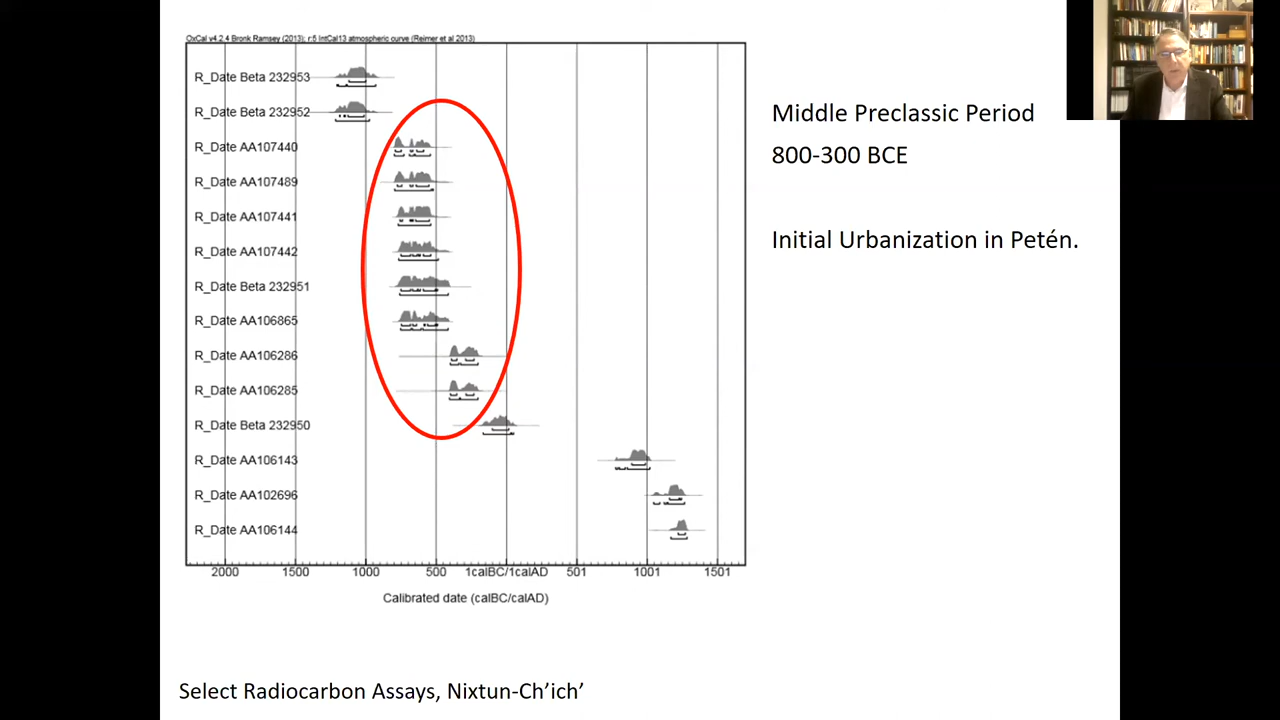 OxCal v4.2.4 Bronk Ramsey (2013); r:5 IntCal13 atmospheric curve (Reimer et al 2013)
R_Date Beta 232953
R_Date Beta 232952
R_Date AA107440
R_Date AA107489
R_Date AA107441
R_Date AA107442
R_Date Beta 232951
R_Date AA106865
R_Date AA106286
R_Date AA106285
R_Date Beta 232950
R_Date AA106143
R_Date AA102696
R_Date AA106144
2000 1500 1000 500 1calBC/1calAD 501 1001 1501
Calibrated date (calBC/calAD)
Middle Preclassic Period
800-300 BCE
Initial Urbanization in Petén.
Select Radiocarbon Assays, Nixtun-Ch’ich’